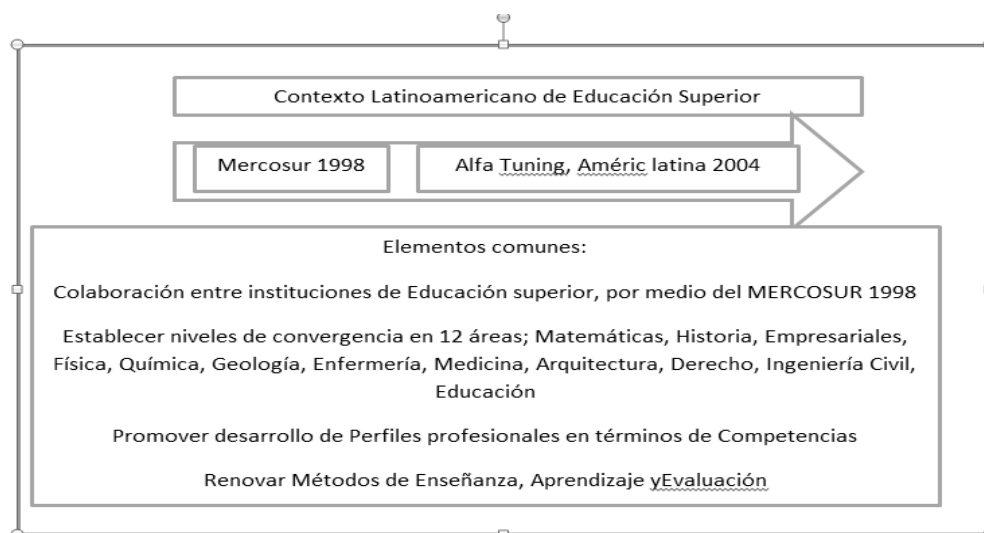 Contexto Latinoamericano de Educación Superior
Mercosur 1998
Alfa Tuning, Améric latina 2004
Elementos comunes:
Colaboración entre instituciones de Educación superior, por medio del MERCOSUR 1998
Establecer niveles de convergencia en 12 áreas; Matemáticas, Historia, Empresariales,
Física, Química, Geología, Enfermería, Medicina, Arquitectura, Derecho, Ingeniería Civil,
Educación
Promover desarrollo de Perfiles profesionales en términos de Competencias
Renovar Métodos de Enseñanza, Aprendizaje yEvaluación